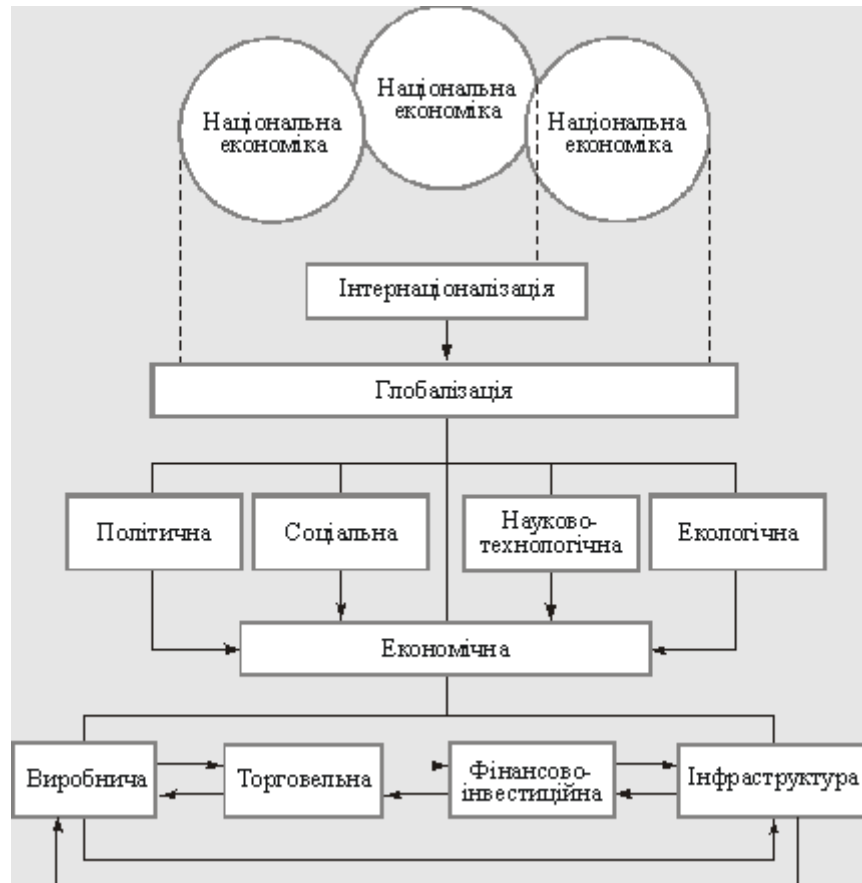 Національна
економіка
Національна
економіка
Національна
економіка
Інтернаціоналізація
Глобалізація
Політична
Соціальна
Науково-
технологічна
Екологічна
Економічна
Виробнича
Торговельна
Фінансово-
інвестиційна
Інфраструктура